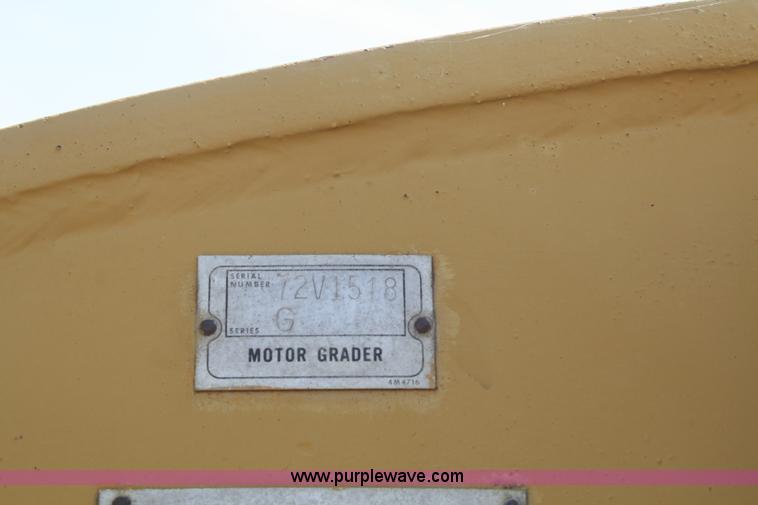 SERIAL
NUMBER 72V1518
SERIES G
MOTOR GRADER
4M4716
www.purplewave.com